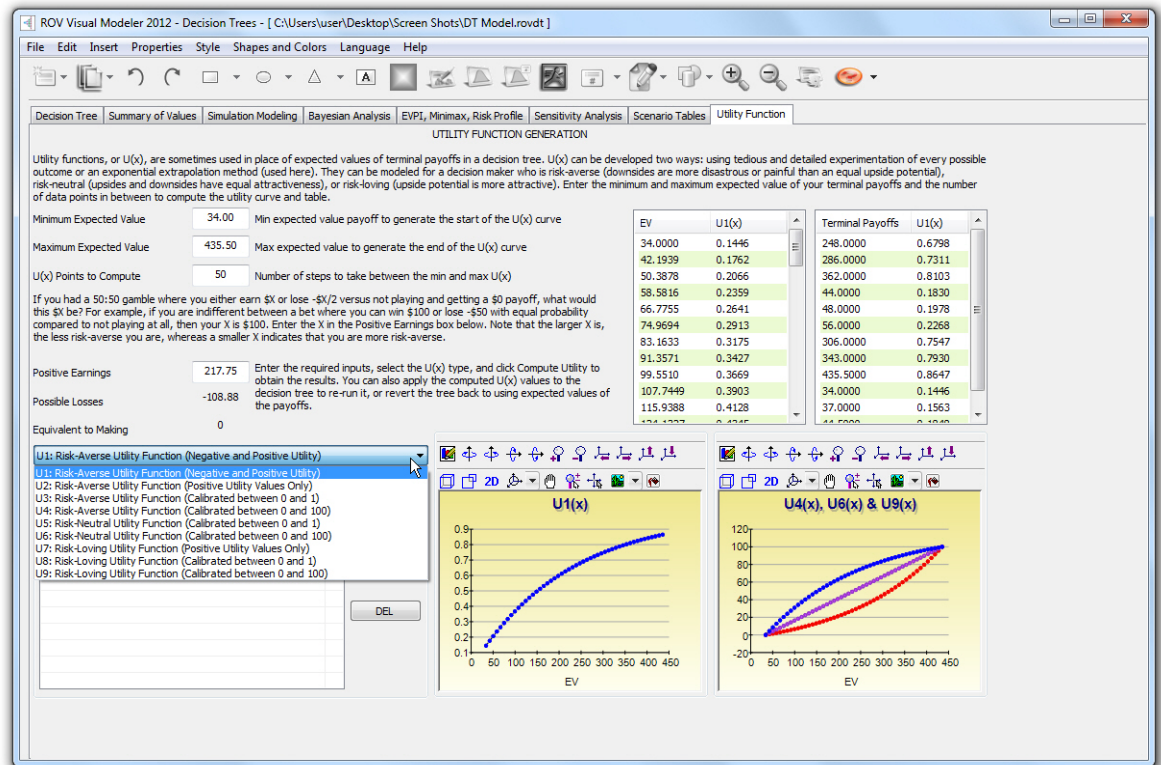 ROV Visual Modeler 2012 - Decision Trees - [ C:\Users\user\Desktop\Screen Shots\DT Model.rovdt ]
File Edit Insert Properties Style Shapes and Colors Language Help
A
Decision Tree Summary of Values Simulation Modeling Bayesian Analysis EVPI, Minimax, Risk Profile Sensitivity Analysis Scenario Tables Utility Function
UTILITY FUNCTION GENERATION
Utility functions, or U(x), are sometimes used in place of expected values of terminal payoffs in a decision tree. U(x) can be developed two ways: using tedious and detailed experimentation of every possible
outcome or an exponential extrapolation method (used here). They can be modeled for a decision maker who is risk-averse (downsides are more disastrous or painful than an equal upside potential),
risk-neutral (upsides and downsides have equal attractiveness), or risk-loving (upside potential is more attractive). Enter the minimum and maximum expected value of your terminal payoffs and the number
of data points in between to compute the utility curve and table.
Minimum Expected Value 34.00 Min expected value payoff to generate the start of the U(x) curve
Maximum Expected Value 435.50 Max expected value to generate the end of the U(x) curve
U(x) Points to Compute 50 Number of steps to take between the min and max U(x)
If you had a 50:50 gamble where you either earn $X or lose -$X/2 versus not playing and getting a $0 payoff, what would
this $X be? For example, if you are indifferent between a bet where you can win $100 or lose -$50 with equal probability
compared to not playing at all, then your X is $100. Enter the X in the Positive Earnings box below. Note that the larger X is,
the less risk-averse you are, whereas a smaller X indicates that you are more risk-averse.
Positive Earnings 217.75
Possible Losses -108.88
Equivalent to Making 0
Enter the required inputs, select the U(x) type, and click Compute Utility to
obtain the results. You can also apply the computed U(x) values to the
decision tree to re-run it, or revert the tree back to using expected values of
the payoffs.
EV U1(x)
34.0000 0.1446
42.1939 0.1762
50.3878 0.2066
58.5816 0.2359
66.7755 0.2641
74.9694 0.2913
83.1633 0.3175
91.3571 0.3427
99.5510 0.3669
107.7449 0.3903
115.9388 0.4128
Terminal Payoffs U1(x)
248.0000 0.6798
286.0000 0.7311
362.0000 0.8103
44.0000 0.1830
48.0000 0.1978
56.0000 0.2268
306.0000 0.7547
343.0000 0.7930
435.5000 0.8647
34.0000 0.1446
37.0000 0.1563
U1: Risk-Averse Utility Function (Negative and Positive Utility)
U1: Risk-Averse Utility Function (Negative and Positive Utility)
U2: Risk-Averse Utility Function (Positive Utility Values Only)
U3: Risk-Averse Utility Function (Calibrated between 0 and 1)
U4: Risk-Averse Utility Function (Calibrated between 0 and 100)
U5: Risk-Neutral Utility Function (Calibrated between 0 and 1)
U6: Risk-Neutral Utility Function (Calibrated between 0 and 100)
U7: Risk-Loving Utility Function (Positive Utility Values Only)
U8: Risk-Loving Utility Function (Calibrated between 0 and 1)
U9: Risk-Loving Utility Function (Calibrated between 0 and 100)
DEL
2D
U1(x)
0.9
0.8
0.7
0.6
0.5
0.4
0.3
0.2
0.1
0 50 100 150 200 250 300 350 400 450
EV
2D
U4(x), U6(x) & U9(x)
120
100
80
60
40
20
0
-20
0 50 100 150 200 250 300 350 400 450
EV